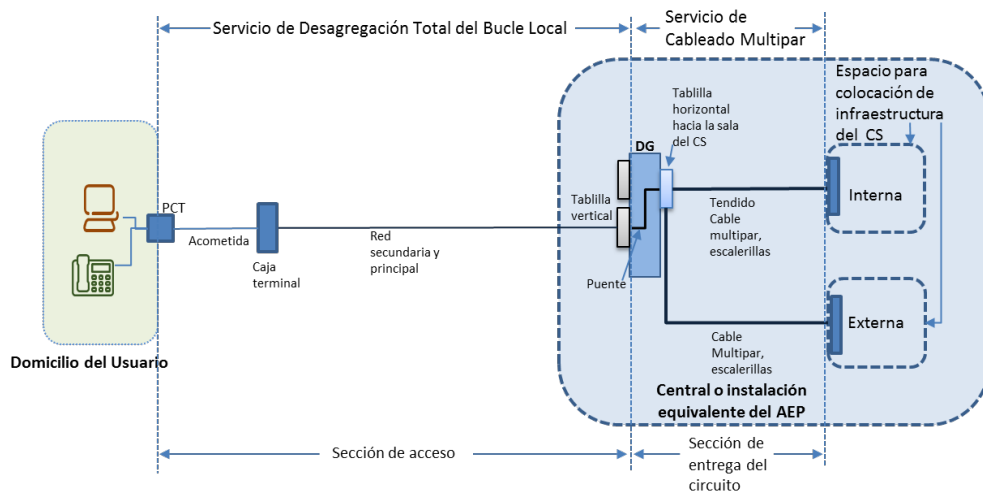 Servicio de Desagregación Total del Bucle Local
Servicio de
Cableado Multipar
Espacio para
colocación de
infraestructura
del CS
Tablilla
horizontal
hacia la sala
del CS
DG
PCT
Acometida
Caja
terminal
Red
secundaria y
principal
Tablilla
vertical
Puente
Tendido
Cable
multipar,
escalerillas
Interna
Externa
Cable
Multipar,
escalerillas
Domicilio del Usuario
Central o instalación
equivalente del AEP
Sección de acceso
Sección de
entrega del
circuito